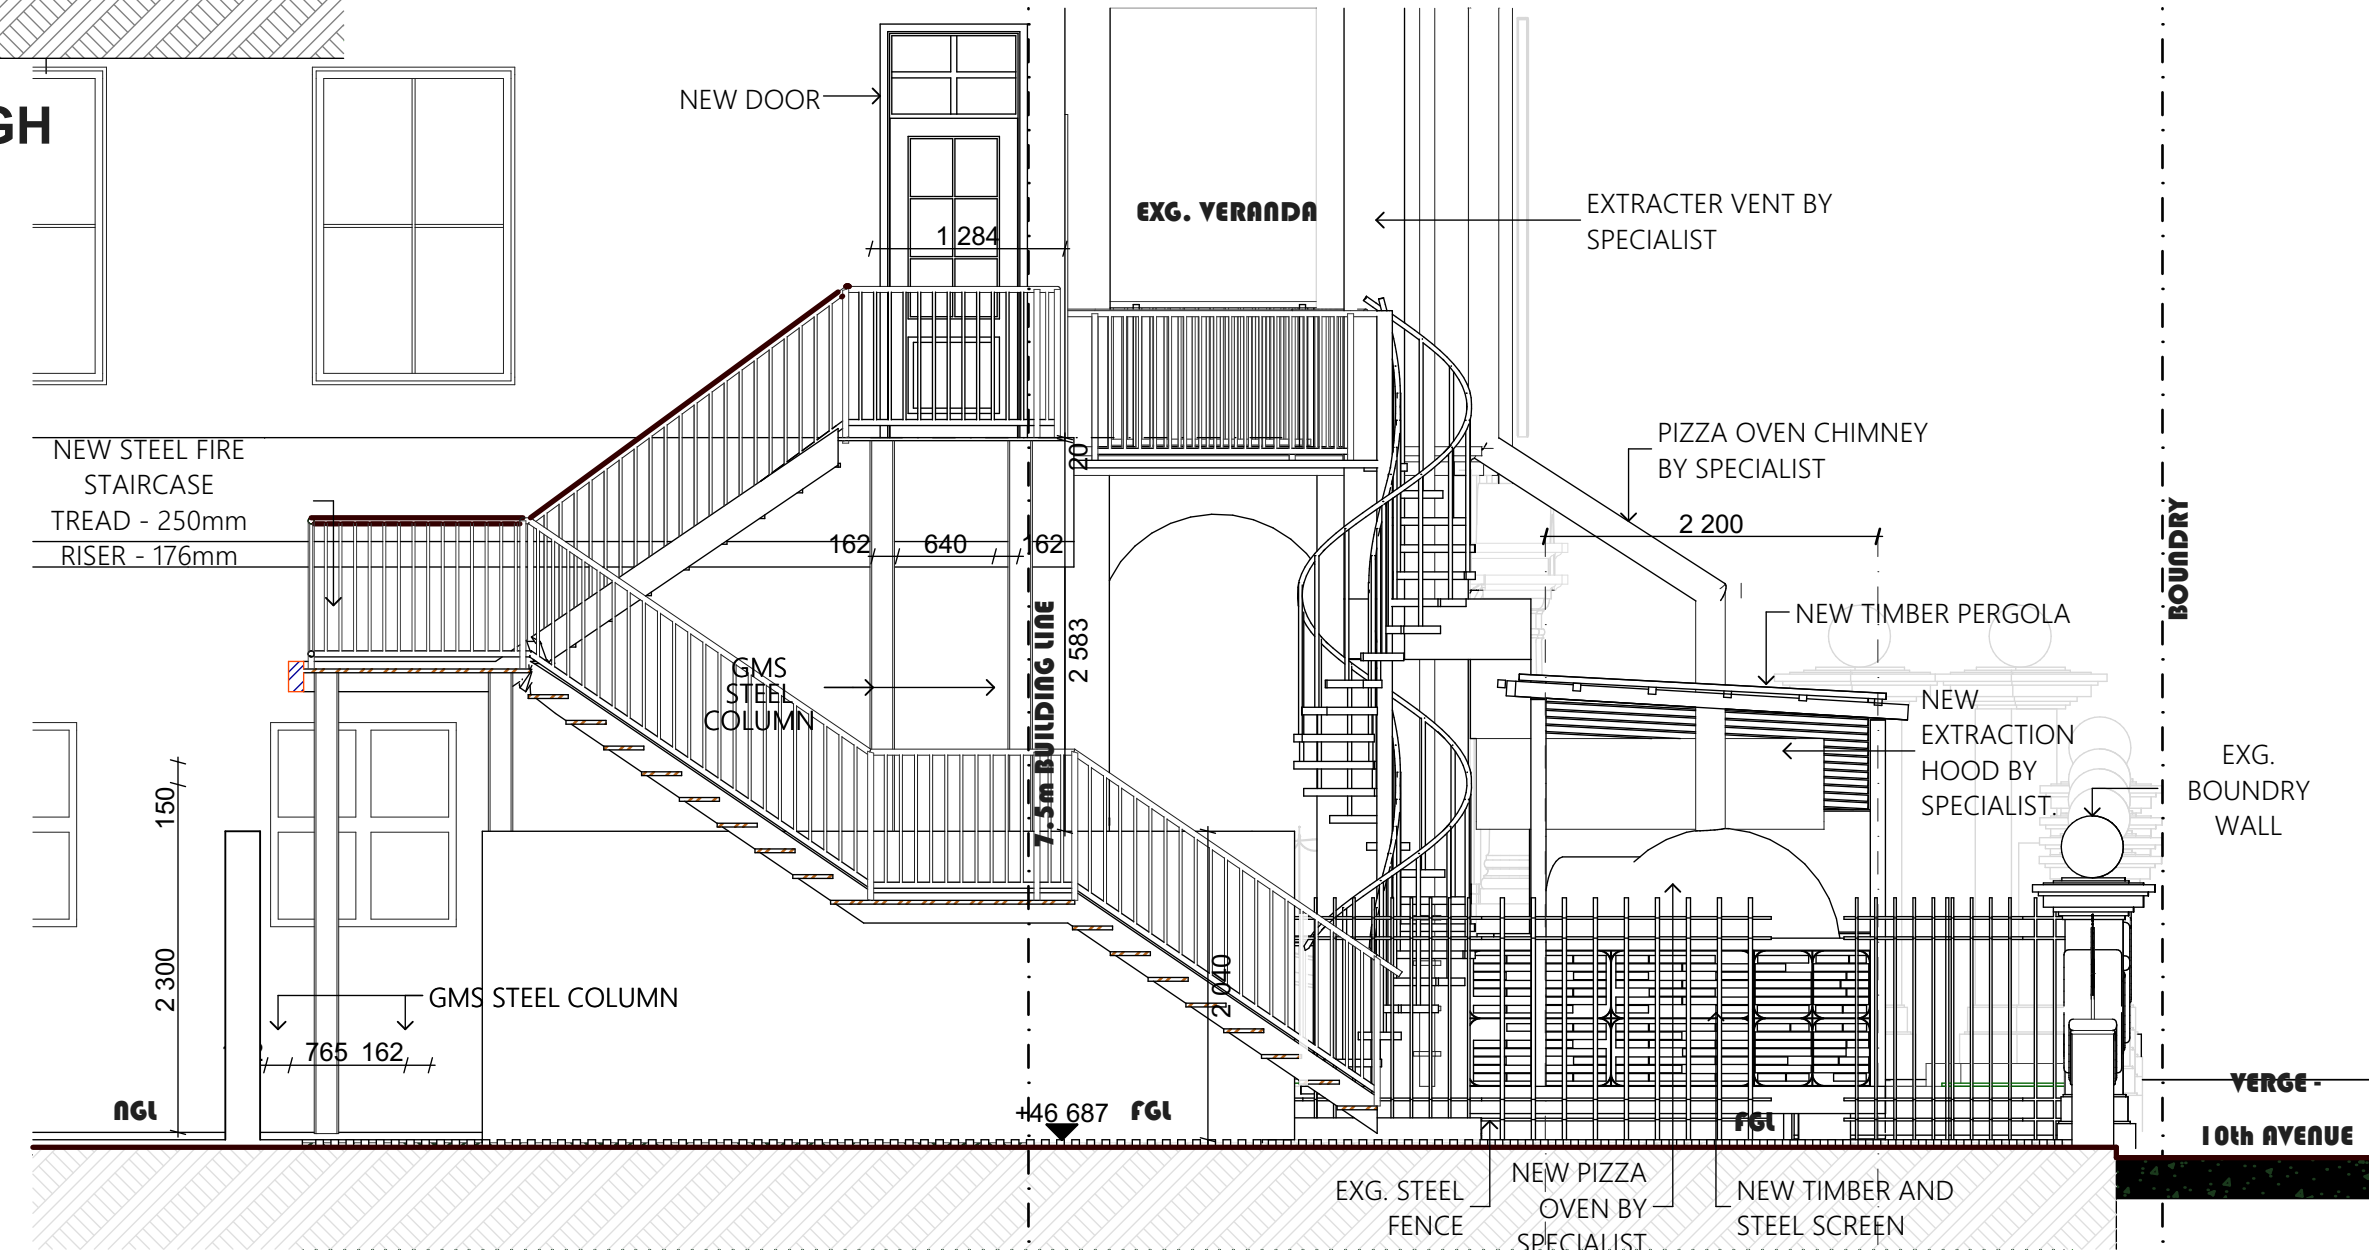 GH
NEW DOOR
EXG. VERANDA
1 284
EXTRACTER VENT BY
SPECIALIST
NEW STEEL FIRE
STAIRCASE
TREAD - 250mm
RISER - 176mm
20
PIZZA OVEN CHIMNEY
BY SPECIALIST
2 200
162
640
62
BOUNDRY
NEW TIMBER PERGOLA
2 583
7.5m BUILDING LINE
GMS
STEEL
COLUMN
NEW
EXTRACTION
HOOD BY
SPECIALIST.
EXG.
BOUNDRY
WALL
150
2 300
GMS STEEL COLUMN
765
162
2 040
NGL
+46 687
FGL
FGL
VERGE -
10th AVENUE
EXG. STEEL
FENCE
NEW PIZZA
OVEN BY
SPECIALIST
NEW TIMBER AND
STEEL SCREEN